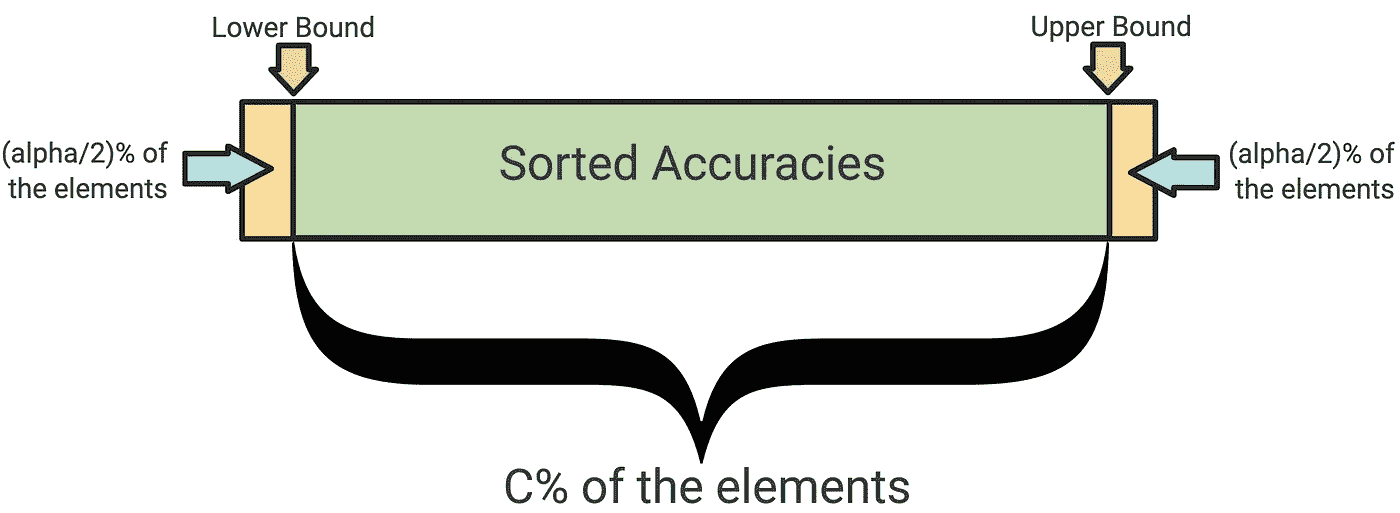 Lower Bound
Upper Bound
(alpha/2)% of
the elements
Sorted Accuracies
(alpha/2)% of
the elements
C% of the elements